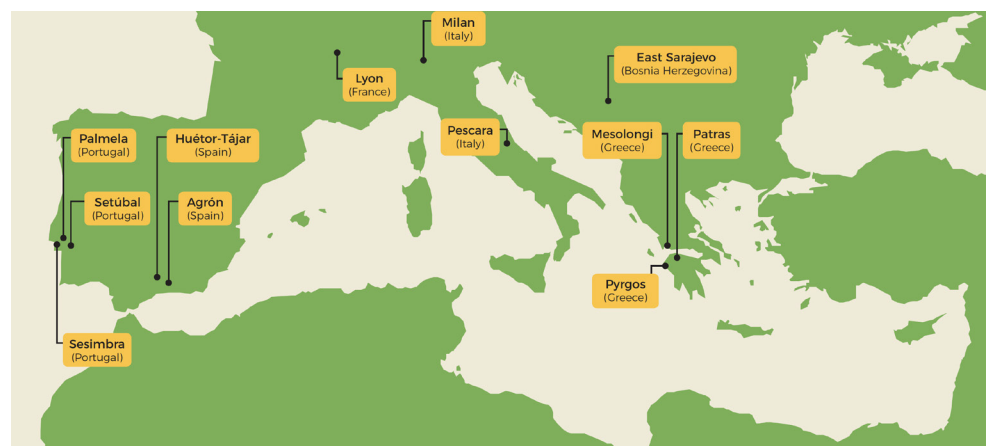 Milan
(Italy)
East Sarajevo
(Bosnia Herzegovina)
Lyon
(France)
Palmela
(Portugal)
Huétor-Tájar
(Spain)
Pescara
(Italy)
Mesolongi
(Greece)
Patras
(Greece)
Setúbal
(Portugal)
Agrón
(Spain)
Pyrgos
(Greece)
Sesimbra
(Portugal)